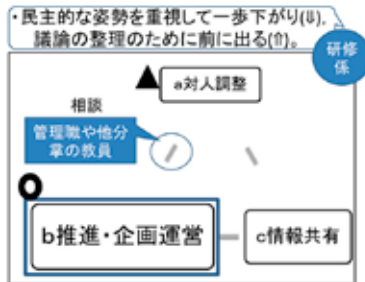 ・民主的な姿勢を重視して一歩下がり(⇓)、
議論の整理のために前に出る(⇑)。
研修
係
a対人調整
相談
管理職や他分
掌の教員
b推進・企画運営
c情報共有